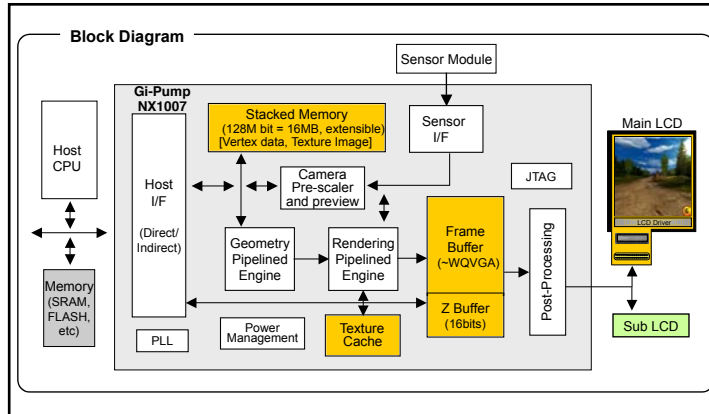 Block Diagram
Sensor Module
Gi-Pump
NX1007
Stacked Memory
(128M bit = 16MB, extensible)
[Vertex data, Texture Image]
Sensor
I/F
Main LCD
Host
CPU
Host
I/F
(Direct/
Indirect)
Camera
Pre-scaler
and preview
JTAG
LCD Driver
Geometry
Pipelined
Engine
Rendering
Pipelined
Engine
Frame
Buffer
(~WQVGA)
Post-Processing
Memory
(SRAM,
FLASH,
etc)
Z Buffer
(16bits)
PLL
Power
Management
Texture
Cache
Sub LCD